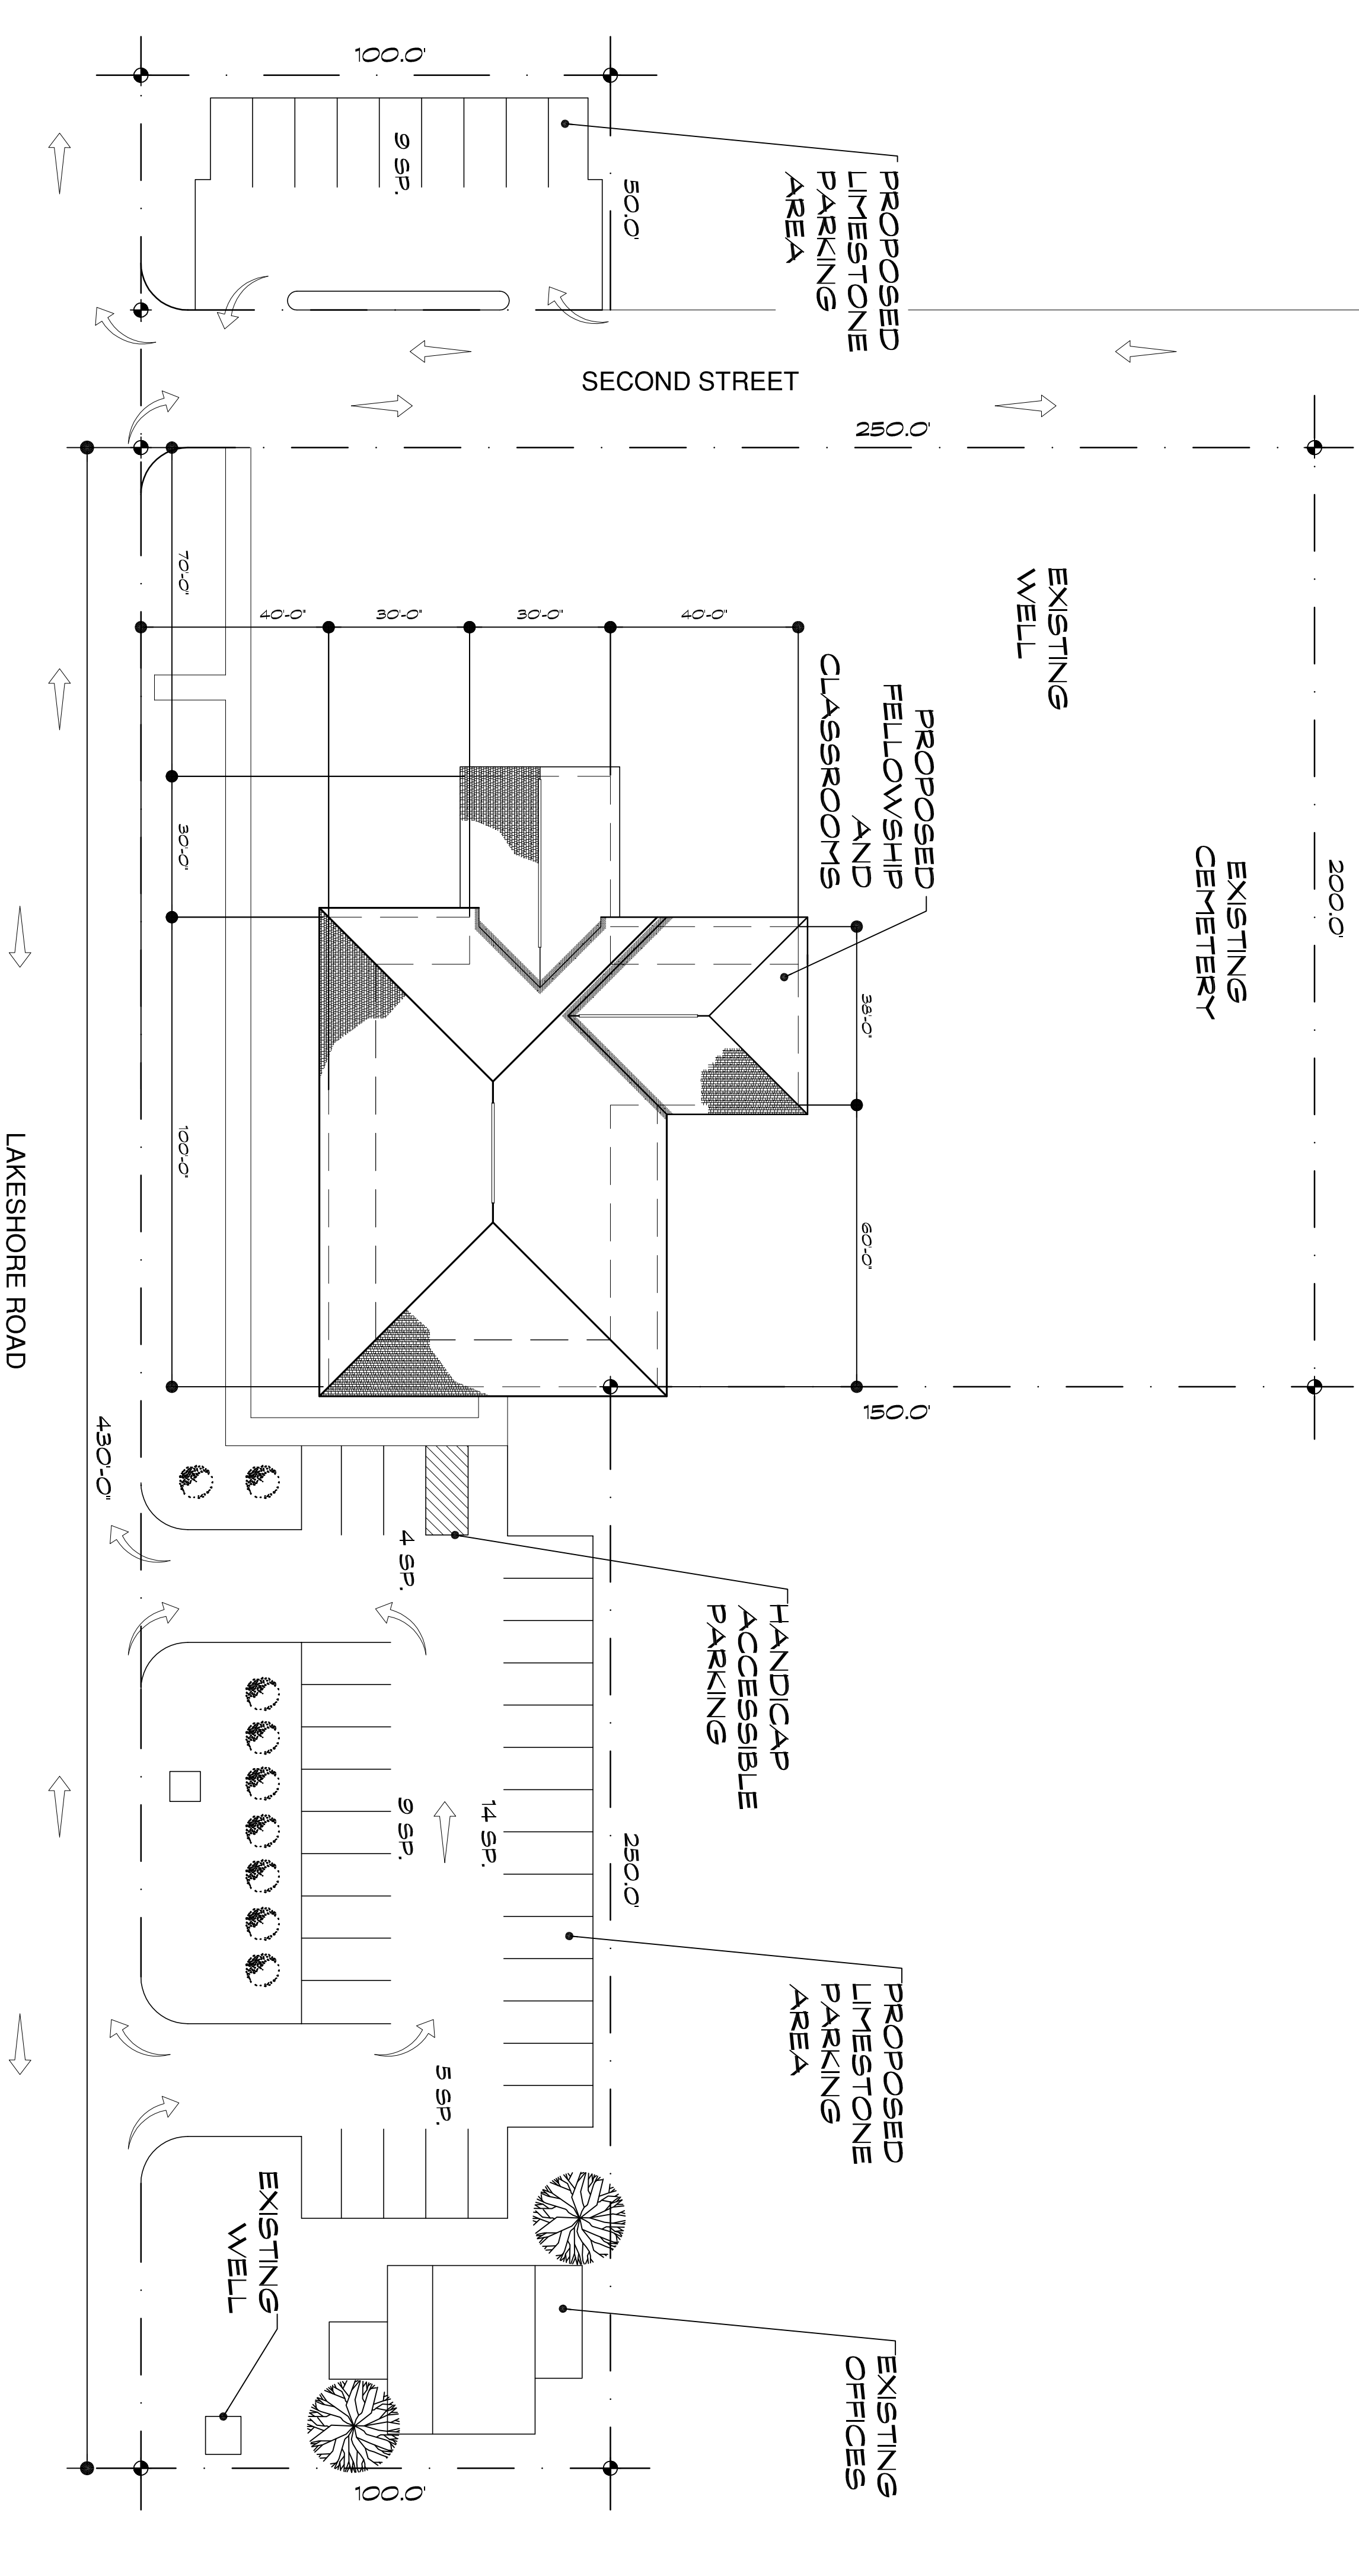 100.0'
9 SP.
50.0'
PROPOSED
LIMESTONE
PARKING
AREA
SECOND STREET
250.0'
EXISTING
WELL
EXISTING
CEMETERY
200.0'
70'-0"
40'-0"
30'-0"
30'-0"
40'-0"
PROPOSED
FELLOWSHIP
AND
CLASSROOMS
30'-0"
38'-0"
100'-0"
60'-0"
LAKESHORE ROAD
150.0'
430'-0"
4 SP.
HANDICAP
ACCESSIBLE
PARKING
9 SP.
14 SP.
250.0'
PROPOSED
LIMESTONE
PARKING
AREA
5 SP.
EXISTING
WELL
EXISTING
OFFICES
100.0'